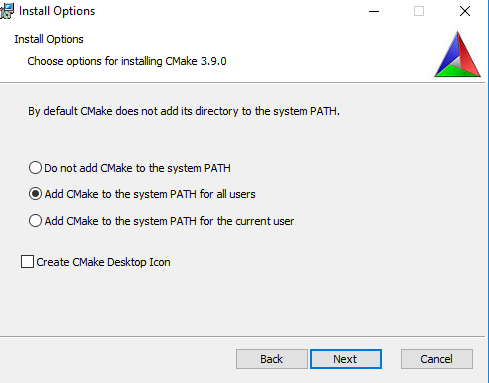 Install Options
Install Options
Choose options for installing CMake 3.9.0
By default CMake does not add its directory to the system PATH.
Do not add CMake to the system PATH
Add CMake to the system PATH for all users
Add CMake to the system PATH for the current user
Create CMake Desktop Icon
Back Next Cancel